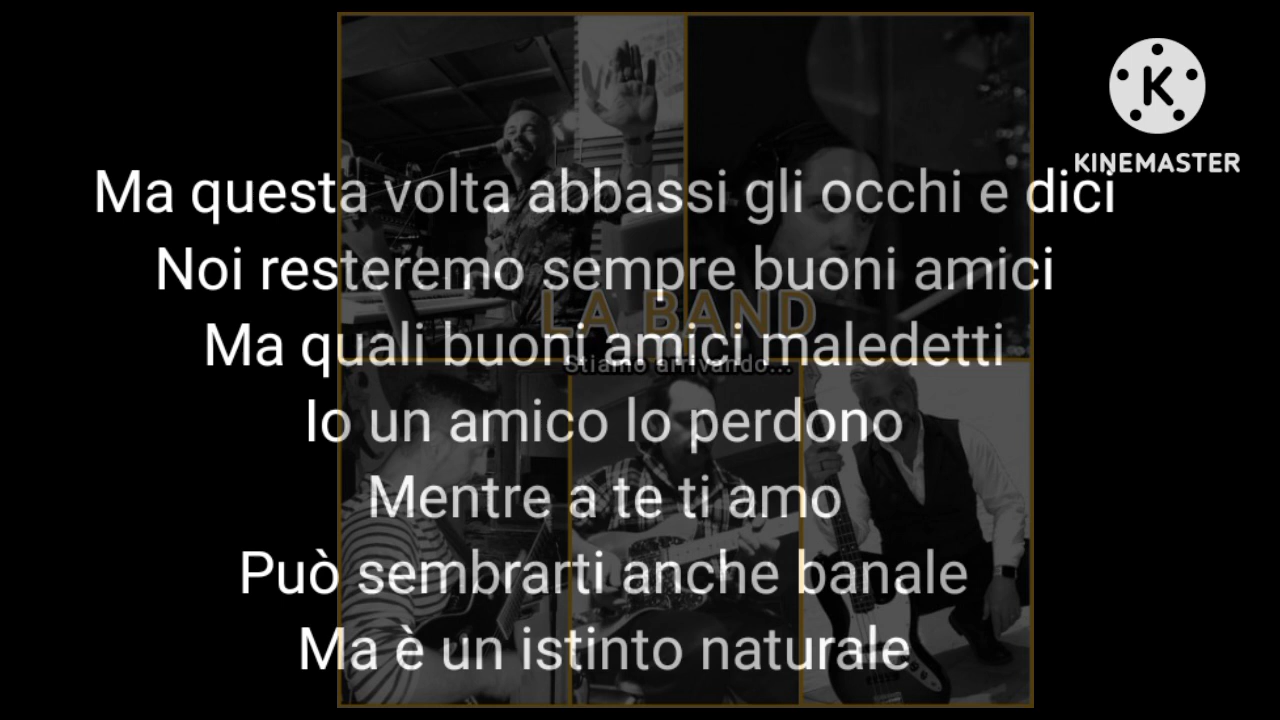 K
KINEMASTER
Ma questa volta abbassi gli occhi e dici
Noi resteremo sempre buoni amici
LA BAND
Ma quali buoni amici maledetti
Stiamo arrivando...
Io un amico lo perdono
Mentre a te ti amo
Può sembrarti anche banale
Ma è un istinto naturale